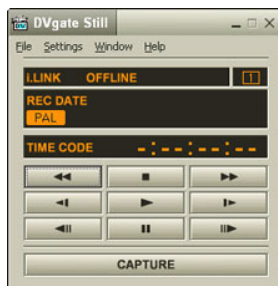 DVgate Still
File Settings Window Help
i.LINK OFFLINE 1
REC DATE
PAL
TIME CODE -:-:-:-
CAPTURE